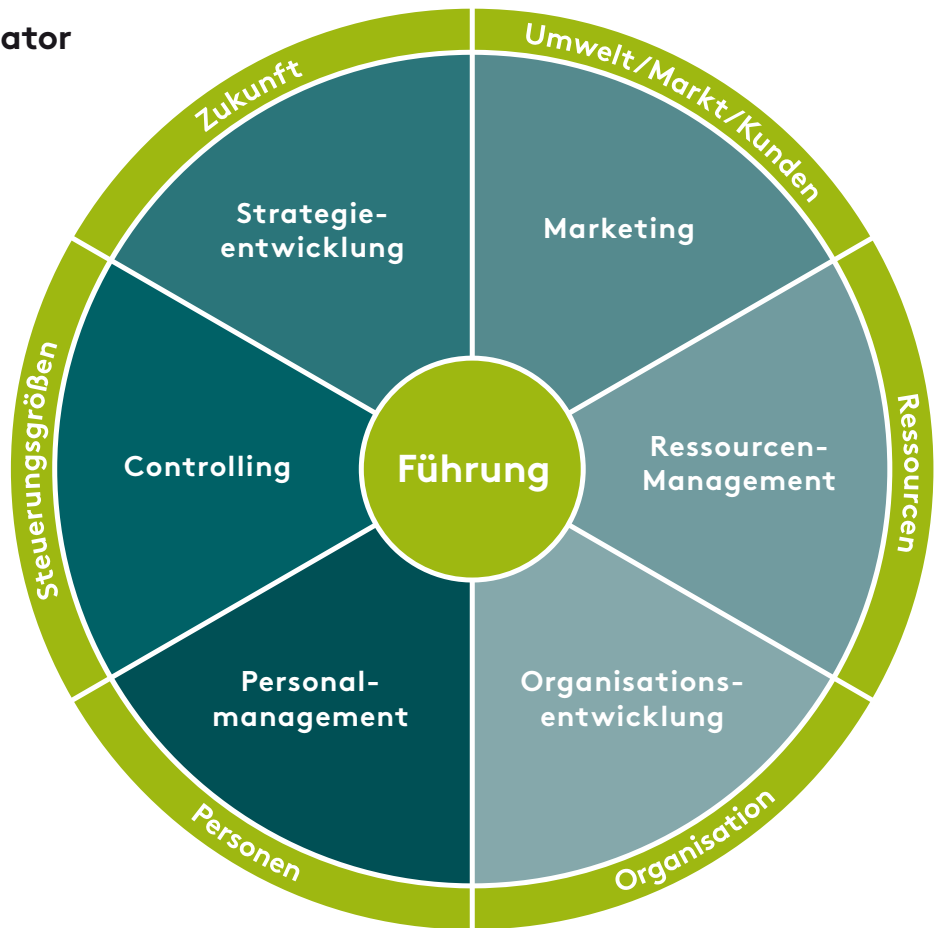 ator
Zukunft
Umwelt/Markt/Kunden
Strategie-
entwicklung
Marketing
Steuerungsgrößen
Controlling
Führung
Ressourcen-
Management
Ressourcen
Personal-
management
Organisations-
entwicklung
Personen
Organisation